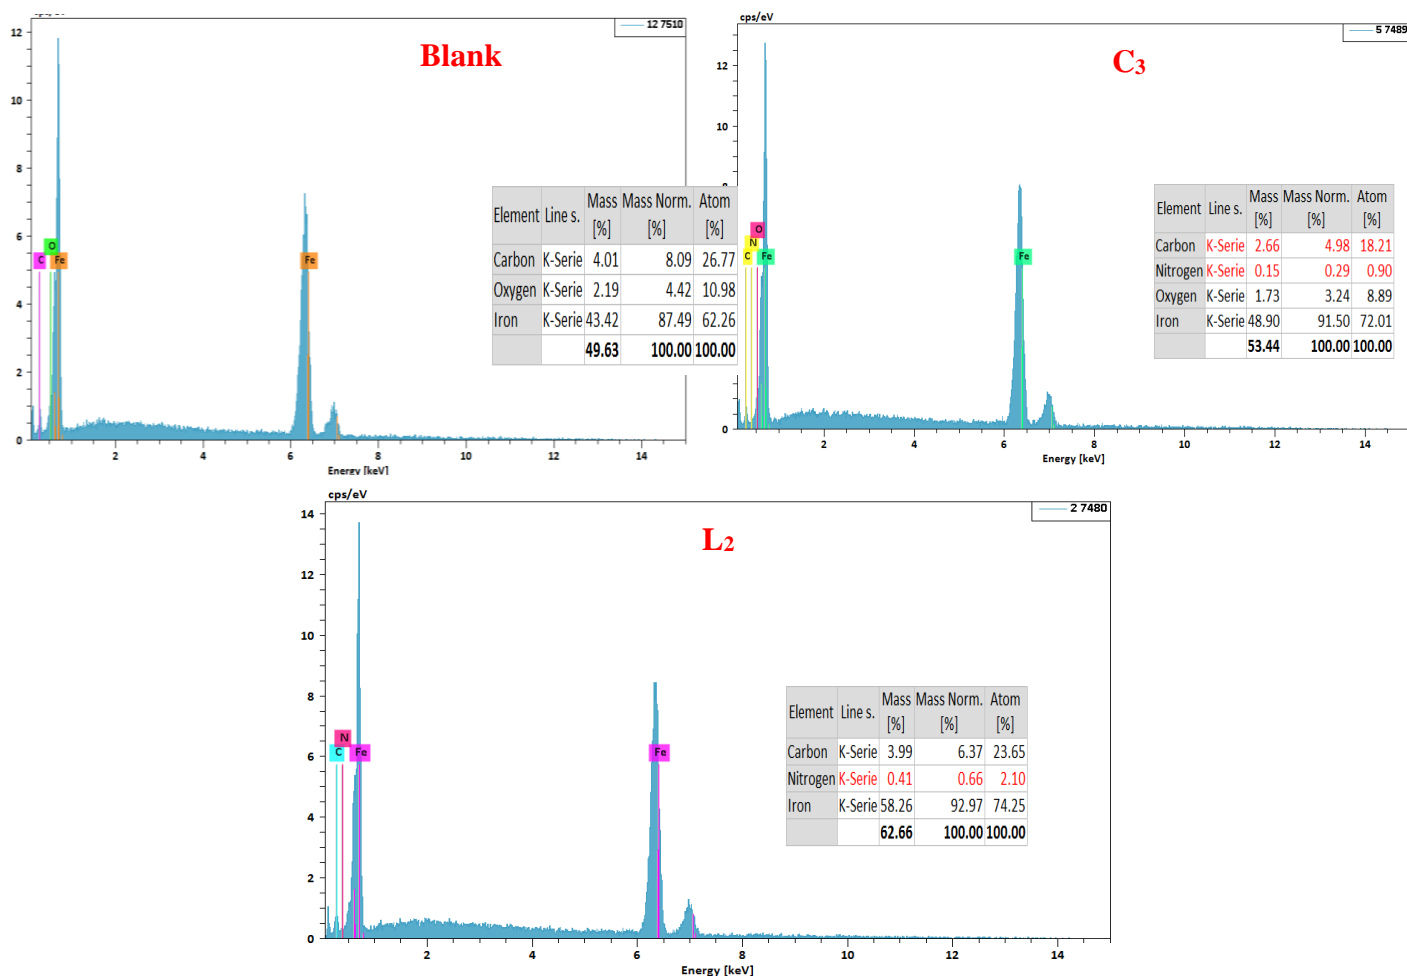 cps/eV
12 7510
Blank
12
10
8
6
4
2
0
O
C
Fe
Fe
2
4
6
8
10
12
14
Energy [keV]
Element Line s. Mass [%] Mass Norm. [%] Atom [%]
Carbon K-Serie 4.01 8.09 26.77
Oxygen K-Serie 2.19 4.42 10.98
Iron K-Serie 43.42 87.49 62.26
49.63 100.00 100.00
cps/eV
5 7489
C₃
12
10
8
6
4
2
0
O
N
C
Fe
Fe
2
4
6
8
10
12
14
Energy [keV]
Element Line s. Mass [%] Mass Norm. [%] Atom [%]
Carbon K-Serie 2.66 4.98 18.21
Nitrogen K-Serie 0.15 0.29 0.90
Oxygen K-Serie 1.73 3.24 8.89
Iron K-Serie 48.90 91.50 72.01
53.44 100.00 100.00
cps/eV
2 7480
L₂
14
12
10
8
6
4
2
0
N
C
Fe
Fe
2
4
6
8
10
12
14
Energy [keV]
Element Line s. Mass [%] Mass Norm. [%] Atom [%]
Carbon K-Serie 3.99 6.37 23.65
Nitrogen K-Serie 0.41 0.66 2.10
Iron K-Serie 58.26 92.97 74.25
62.66 100.00 100.00